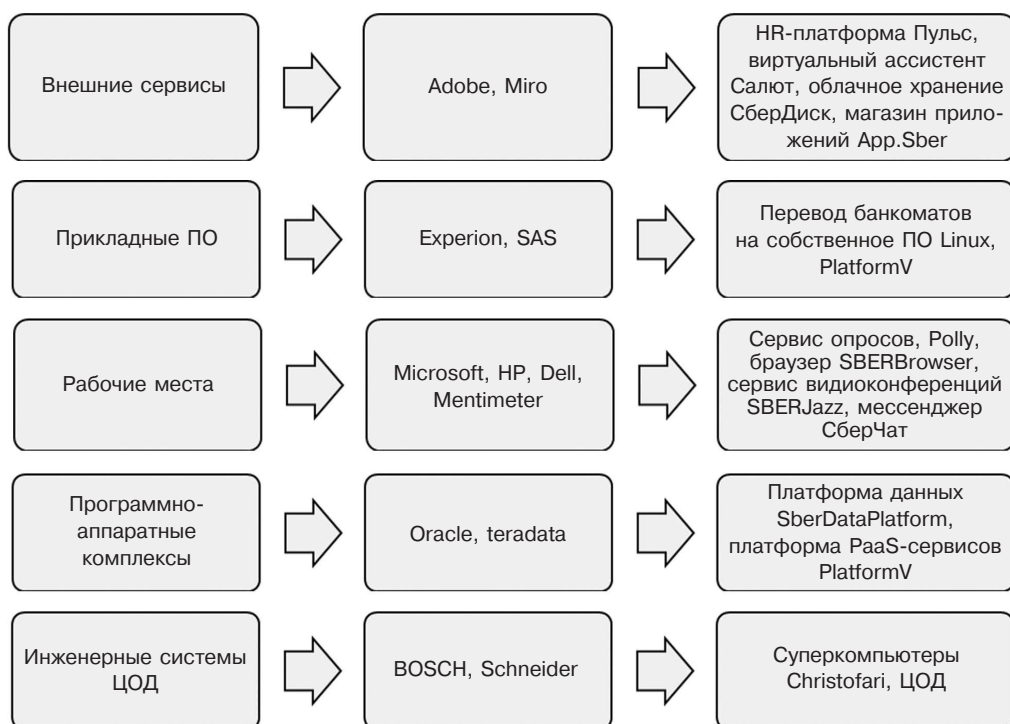 Внешние сервисы
Adobe, Miro
HR-платформа Пульс,
виртуальный ассистент
Салют, облачное хранение
СберДиск, магазин прило-
жений App.Sber
Прикладные ПО
Experion, SAS
Перевод банкоматов
на собственное ПО Linux,
PlatformV
Рабочие места
Microsoft, HP, Dell,
Mentimeter
Сервис опросов, Polly,
браузер SBERBrowser,
сервис видиоконференций
SBERJazz, мессенджер
СберЧат
Программно-
аппаратные
комплексы
Oracle, teradata
Платформа данных
SberDataPlatform,
платформа PaaS-сервисов
PlatformV
Инженерные системы
ЦОД
BOSCH, Schneider
Суперкомпьютеры
Christofari, ЦОД